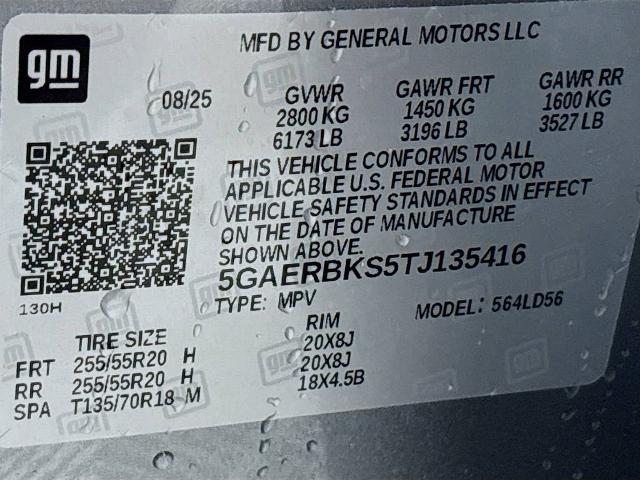 gm
MFD BY GENERAL MOTORS LLC
08/25
GVWR
2800 KG
6173 LB
GAWR FRT
1450 KG
3196 LB
GAWR RR
1600 KG
3527 LB
THIS VEHICLE CONFORMS TO ALL
APPLICABLE U.S. FEDERAL MOTOR
VEHICLE SAFETY STANDARDS IN EFFECT
ON THE DATE OF MANUFACTURE
SHOWN ABOVE.
5GAERBKS5TJ135416
130H
TYPE: MPV
MODEL: 564LD56
TIRE SIZE RIM
FRT 255/55R20 H 20X8J
RR 255/55R20 H 20X8J
SPA T135/70R18 M 18X4.5B